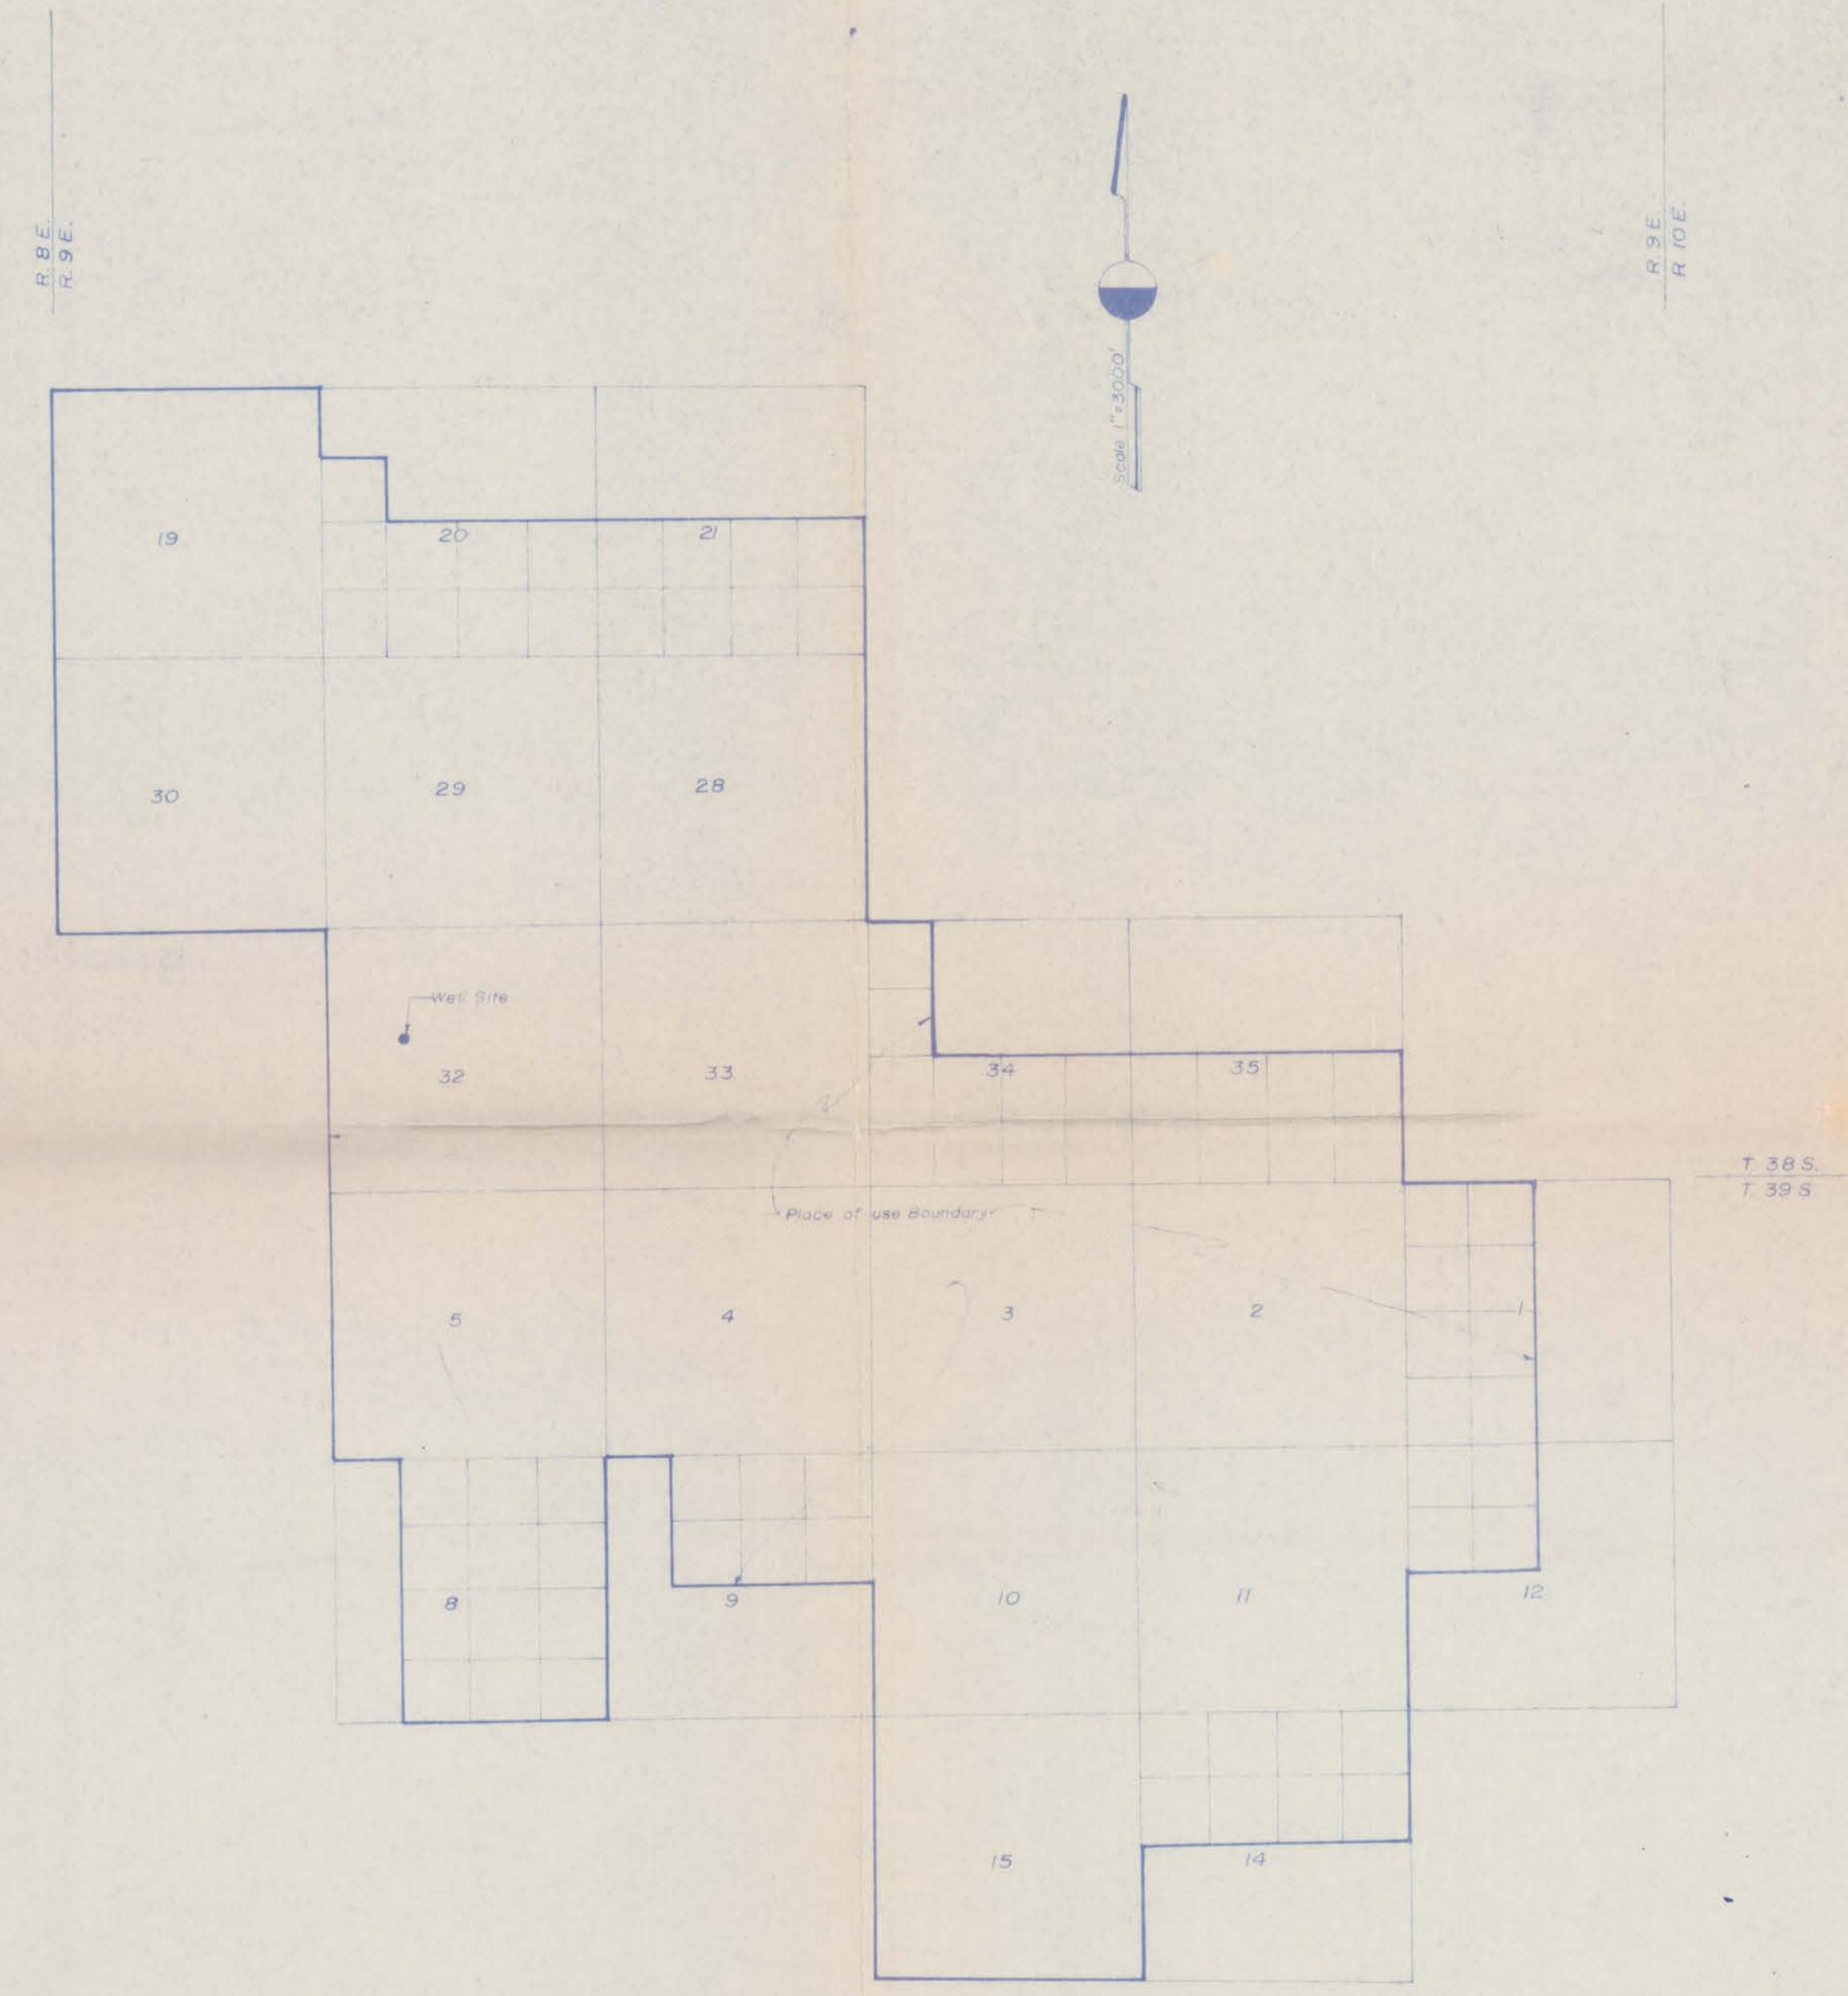 R. 8 E.
R. 9 E.
R. 9 E.
R 10 E.
Scale 1"=3000'
19
20
21
30
29
28
Well Site
32
33
34
35
T. 38 S.
T. 39 S
Place of use Boundary
5
4
3
2
1
8
9
10
11
12
15
14